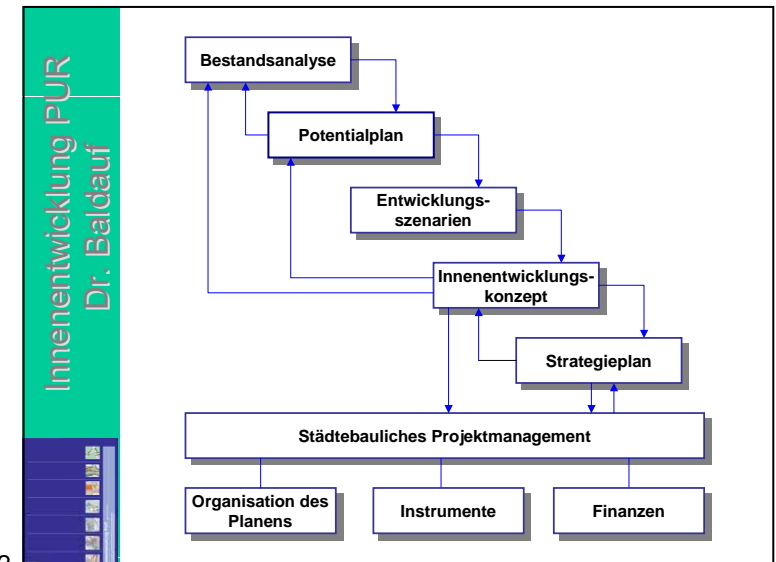 Innenentwicklung PUR
Dr. Baldauf
Bestandsanalyse
Potentialplan
Entwicklungs-
szenarien
Innenentwicklungs-
konzept
Strategieplan
Städtebauliches Projektmanagement
Organisation des
Planens
Instrumente
Finanzen